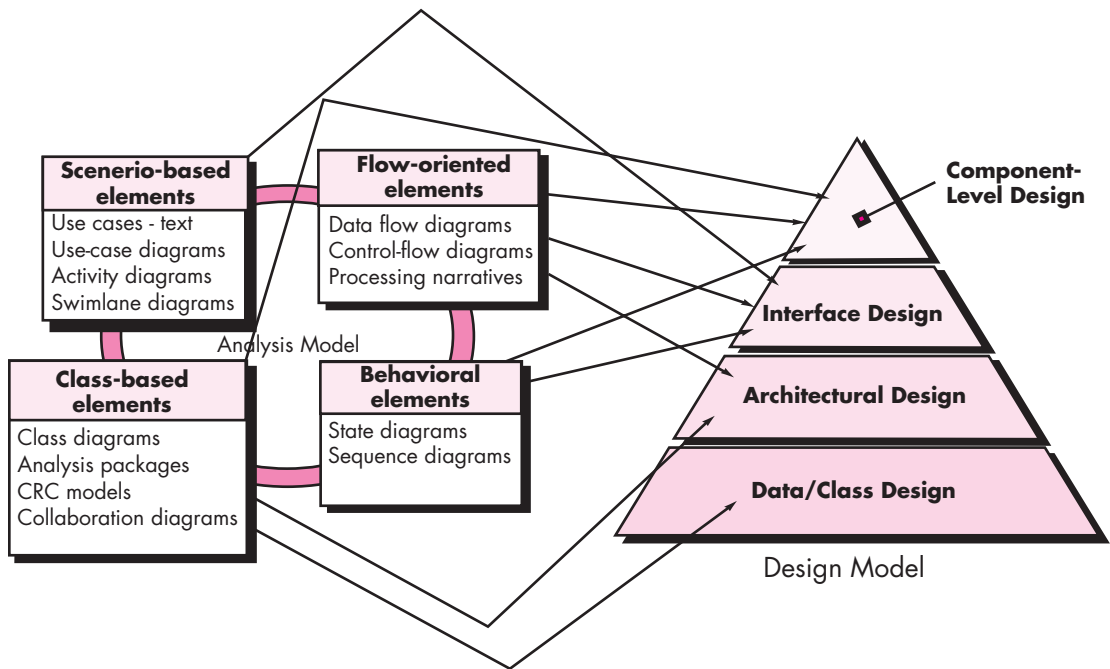 Scenerio-based
elements
Use cases - text
Use-case diagrams
Activity diagrams
Swimlane diagrams
Flow-oriented
elements
Data flow diagrams
Control-flow diagrams
Processing narratives
Analysis Model
Class-based
elements
Class diagrams
Analysis packages
CRC models
Collaboration diagrams
Behavioral
elements
State diagrams
Sequence diagrams
Component-
Level Design
Interface Design
Architectural Design
Data/Class Design
Design Model